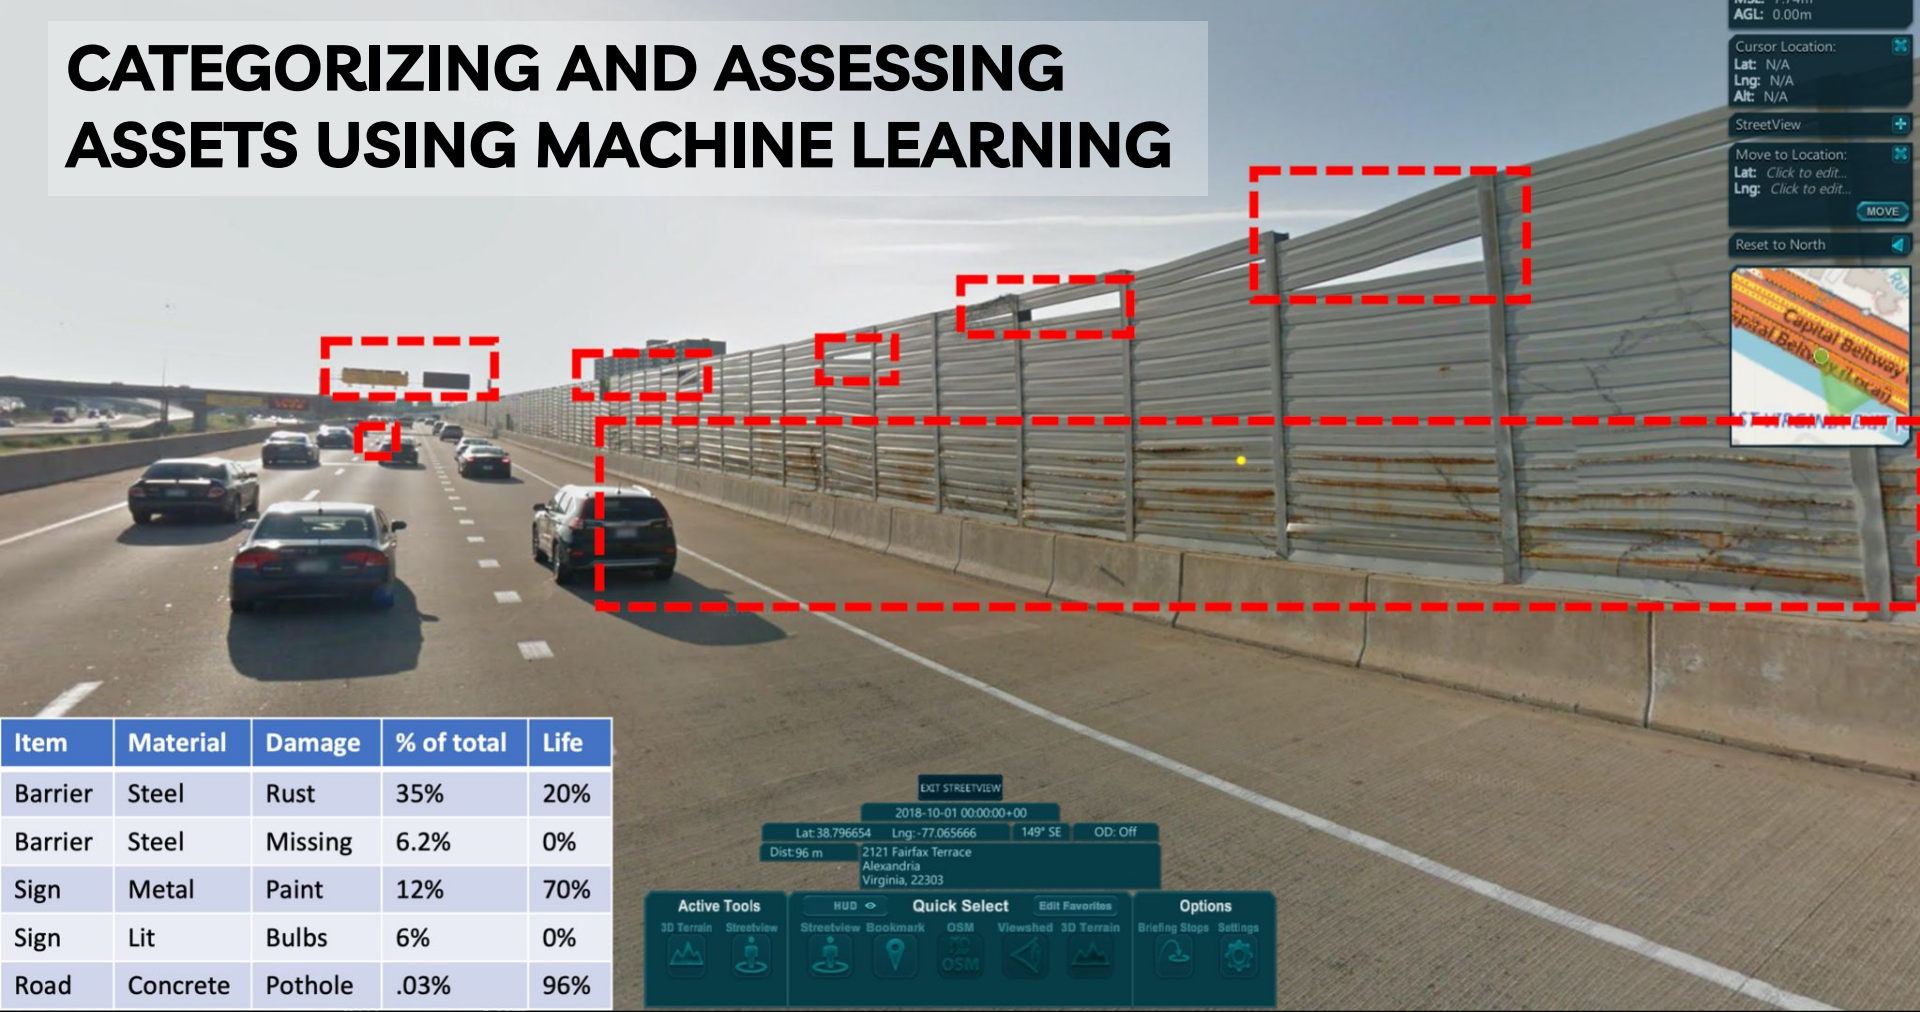 CATEGORIZING AND ASSESSING
ASSETS USING MACHINE LEARNING
AGL: 0.00m
Cursor Location:
Lat: N/A
Lng: N/A
Alt: N/A
StreetView
Move to Location:
Lat: Click to edit...
Lng: Click to edit...
MOVE
Reset to North
Capital Beltway
Item Material Damage % of total Life
Barrier Steel Rust 35% 20%
Barrier Steel Missing 6.2% 0%
Sign Metal Paint 12% 70%
Sign Lit Bulbs 6% 0%
Road Concrete Pothole .03% 96%
EXIT STREETVIEW
2018-10-01 00:00:00+00
Lat:38.796654 Lng:-77.065666 149° SE OD: Off
Dist:96 m 2121 Fairfax Terrace
Alexandria
Virginia, 22303
Active Tools HUD Quick Select Edit Favorites Options
3D Terrain Streetview Streetview Bookmark OSM Viewshed 3D Terrain Briefing Stops Settings
OSM